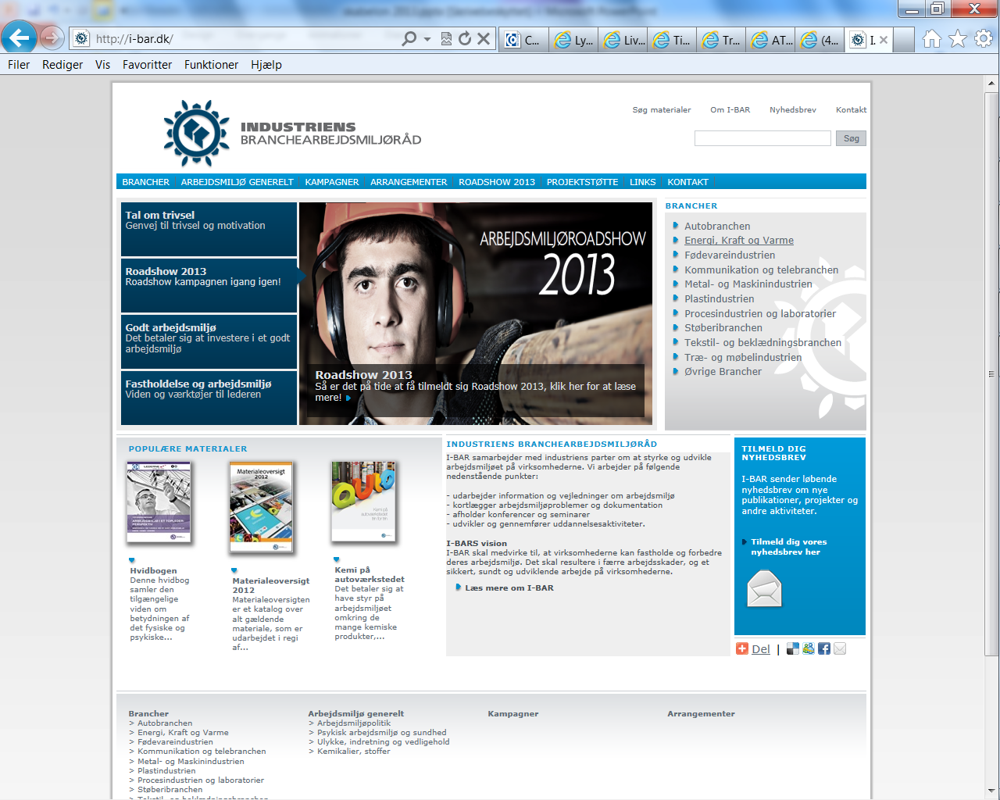 http://i-bar.dk/
C...
Ly...
Liv...
Ti...
Tr...
AT...
(4...
I.
Filer Rediger Vis Favoritter Funktioner Hjælp
Søg materialer Om I-BAR Nyhedsbrev Kontakt
INDUSTRIENS
BRANCHEARBEJDSMILJØRÅD
Søg
BRANCHER ARBEJDSMILJØ GENERELT KAMPAGNER ARRANGEMENTER ROADSHOW 2013 PROJEKTSTØTTE LINKS KONTAKT
Tal om trivsel
Genvej til trivsel og motivation
Roadshow 2013
Roadshow kampagnen igang igen!
Godt arbejdsmiljø
Det betaler sig at investere i et godt
arbejdsmiljø
Fastholdelse og arbejdsmiljø
Viden og værktøjer til lederen
ARBEJDSMILJØROADSHOW
2013
Roadshow 2013
Så er det på tide at få tilmeldt sig Roadshow 2013, klik her for at læse
mere!
BRANCHER
Autobranchen
Energi, Kraft og Varme
Fødevareindustrien
Kommunikation og telebranchen
Metal- og Maskinindustrien
Plastindustrien
Procesindustrien og laboratorier
Støberibranchen
Tekstil- og beklædningsbranchen
Træ- og møbelindustrien
Øvrige Brancher
POPULÆRE MATERIALER
Materialeoversigt
2012
AUTO
Kemi på
autoværkstedet
Hvidbogen
Denne hvidbog
samler den
tilgængelige
viden om
betydningen af
det fysiske og
psykiske...
Materialeoversigt
2012
Materialeoversigten
er et katalog over
alt gældende
materiale, som er
udarbejdet i regi
af...
Kemi på
autoværkstedet
Det betaler sig at
have styr på
arbejdsmiljøet
omkring de
mange kemiske
produkter,...
INDUSTRIENS BRANCHEARBEJDSMILJØRÅD
I-BAR samarbejder med industriens parter om at styrke og udvikle
arbejdsmiljøet på virksomhederne. Vi arbejder på følgende
nedenstående punkter:
- udarbejder information og vejledninger om arbejdsmiljø
- kortlægger arbejdsmiljøproblemer og dokumentation
- afholder konferencer og seminarer
- udvikler og gennemfører uddannelsesaktiviteter.
I-BARS vision
I-BAR skal medvirke til, at virksomhederne kan fastholde og forbedre
deres arbejdsmiljø. Det skal resultere i færre arbejdsskader, og et
sikkert, sundt og udviklende arbejde på virksomhederne.
Læs mere om I-BAR
TILMELD DIG
NYHEDSBREV
I-BAR sender løbende
nyhedsbrev om nye
publikationer, projekter og
andre aktiviteter.
Tilmeld dig vores
nyhedsbrev her
Del |
Brancher
> Autobranchen
> Energi, Kraft og Varme
> Fødevareindustrien
> Kommunikation og telebranchen
> Metal- og Maskinindustrien
> Plastindustrien
> Procesindustrien og laboratorier
> Støberibranchen
> Tekstil- og beklædningsbranchen
Arbejdsmiljø generelt
> Arbejdsmiljøpolitik
> Psykisk arbejdsmiljø og sundhed
> Ulykke, indretning og vedligehold
> Kemikalier, stoffer
Kampagner
Arrangementer